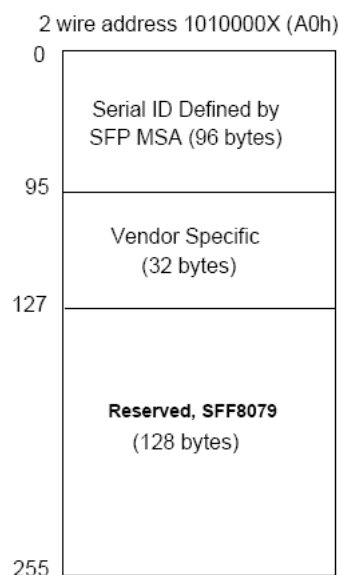 2 wire address 1010000X (A0h)
0
Serial ID Defined by
SFP MSA (96 bytes)
95
Vendor Specific
(32 bytes)
127
Reserved, SFF8079
(128 bytes)
255